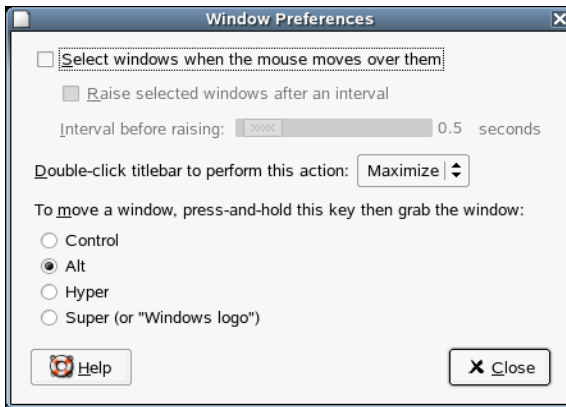 Window Preferences
Select windows when the mouse moves over them
Raise selected windows after an interval
Interval before raising: 0.5 seconds
Double-click titlebar to perform this action: Maximize
To move a window, press-and-hold this key then grab the window:
Control
Alt
Hyper
Super (or "Windows logo")
Help Close